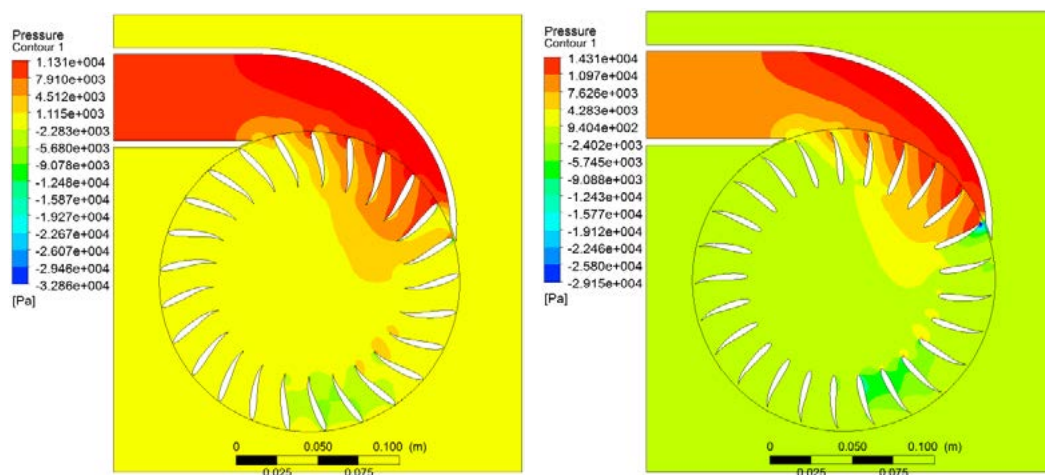 Pressure
Contour 1
1.131e+004
7.910e+003
4.512e+003
1.115e+003
-2.283e+003
-5.680e+003
-9.078e+003
-1.248e+004
-1.587e+004
-1.927e+004
-2.267e+004
-2.607e+004
-2.946e+004
-3.286e+004
[Pa]
0 0.050 0.100 (m)
0.025 0.075
Pressure
Contour 1
1.431e+004
1.097e+004
7.626e+003
4.283e+003
9.404e+002
-2.402e+003
-5.745e+003
-9.088e+003
-1.243e+004
-1.577e+004
-1.912e+004
-2.246e+004
-2.580e+004
-2.915e+004
[Pa]
0 0.050 0.100 (m)
0.025 0.075